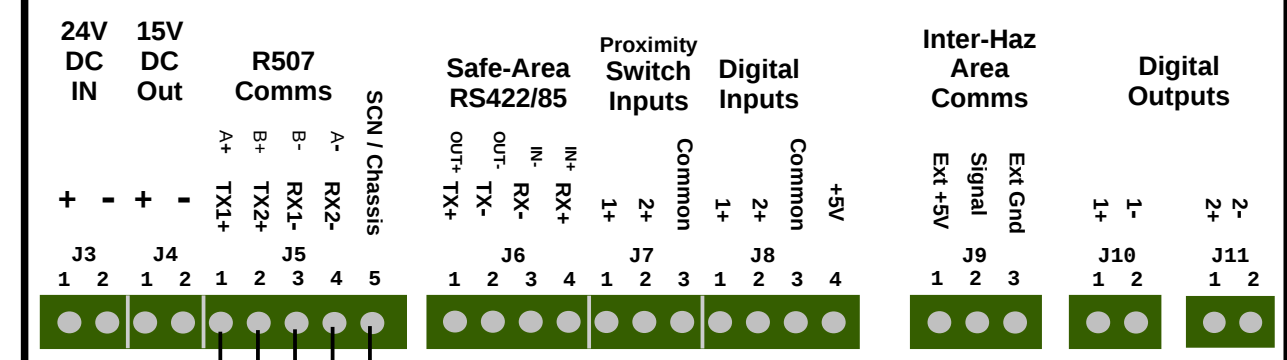 24V
DC
IN
15V
DC
Out
R507
Comms
SCN / Chassis
Safe-Area
RS422/85
Proximity
Switch
Inputs
Digital
Inputs
Inter-Haz
Area
Comms
Digital
Outputs
A+ B+ B- A-
OUT+ OUT- IN- IN+
+ - + -
TX1+ TX2+ RX1- RX2-
TX+ TX- RX- RX+
1+ 2+ Common
1+ 2+ Common +5V
Ext +5V Signal Ext Gnd
1+ 1-
2+ 2-
J3 J4 J5 J6 J7 J8 J9 J10 J11
1 2 1 2 1 2 3 4 5 1 2 3 4 1 2 3 1 2 3 4 1 2 3 1 2 1 2